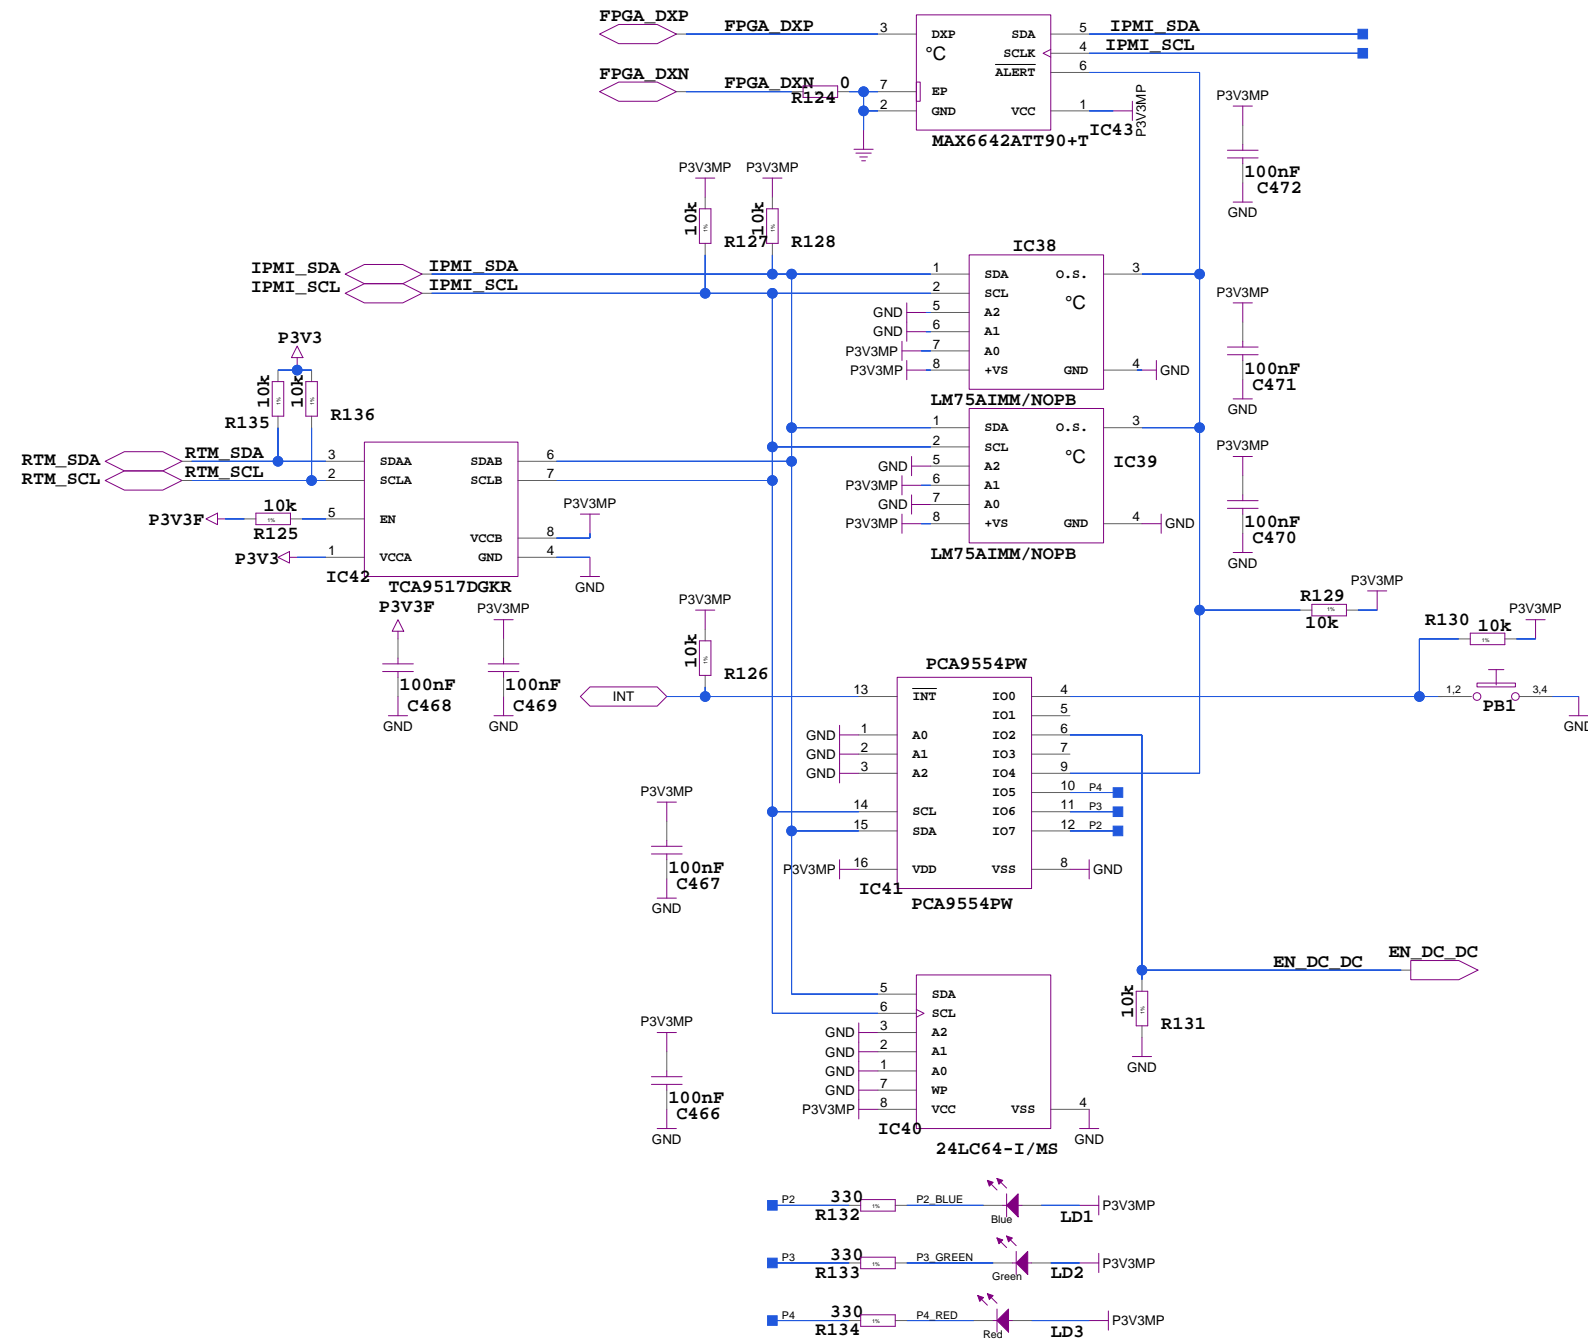 FPGA_DXP
FPGA_DXP 3 DXP SDA 5 IPMI_SDA
°C SCLK 4 IPMI_SCL
ALERT 6
FPGA_DXN
FPGA_DXN 0 7 EP
R124
2 GND VCC 1 P3V3MP
IC43
MAX6642ATT90+T
P3V3MP
100nF
C472
GND
P3V3MP P3V3MP
10k 1% 10k 1%
R127 R128
IC38
IPMI_SDA IPMI_SDA 1 SDA O.S. 3
IPMI_SCL IPMI_SCL 2 SCL
GND 5 A2 °C
GND 6 A1
P3V3MP 7 A0
P3V3MP 8 +VS GND 4 GND
LM75AIMM/NOPB
P3V3MP
100nF
C471
GND
P3V3
10k 1% 10k 1%
R135 R136
1 SDA O.S. 3
2 SCL
GND 5 A2 °C IC39
P3V3MP 6 A1
GND 7 A0
P3V3MP 8 +VS GND 4 GND
LM75AIMM/NOPB
P3V3MP
100nF
C470
GND
RTM_SDA RTM_SDA 3 SDAA SDAB 6
RTM_SCL RTM_SCL 2 SCLA SCLB 7
P3V3F 10k 1% 5 EN
R125
P3V3MP
VCCB 8
P3V3 1 VCCA GND 4
IC42
GND
TCA9517DGKR
P3V3F P3V3MP
100nF 100nF
C468 C469
GND GND
P3V3MP
10k 1%
R126
P3V3MP
R129 1%
10k
P3V3MP
R130 10k 1%
PCA9554PW
INT 13 INT IO0 4
1,2 3,4
PB1
GND
IO1 5
GND 1 A0 IO2 6
GND 2 A1 IO3 7
GND 3 A2 IO4 9
IO5 10 P4
14 SCL IO6 11 P3
15 SDA IO7 12 P2
P3V3MP 16 VDD VSS 8 GND
IC41
PCA9554PW
P3V3MP
100nF
C467
GND
EN_DC_DC EN_DC_DC
10k 1%
R131
GND
5 SDA
6 SCL
GND 3 A2
GND 2 A1
GND 1 A0
GND 7 WP
P3V3MP 8 VCC VSS 4
IC40
GND
24LC64-I/MS
P3V3MP
100nF
C466
GND
P2 330 1% P2_BLUE Blue LD1 P3V3MP
R132
P3 330 1% P3_GREEN Green LD2 P3V3MP
R133
P4 330 1% P4_RED Red LD3 P3V3MP
R134